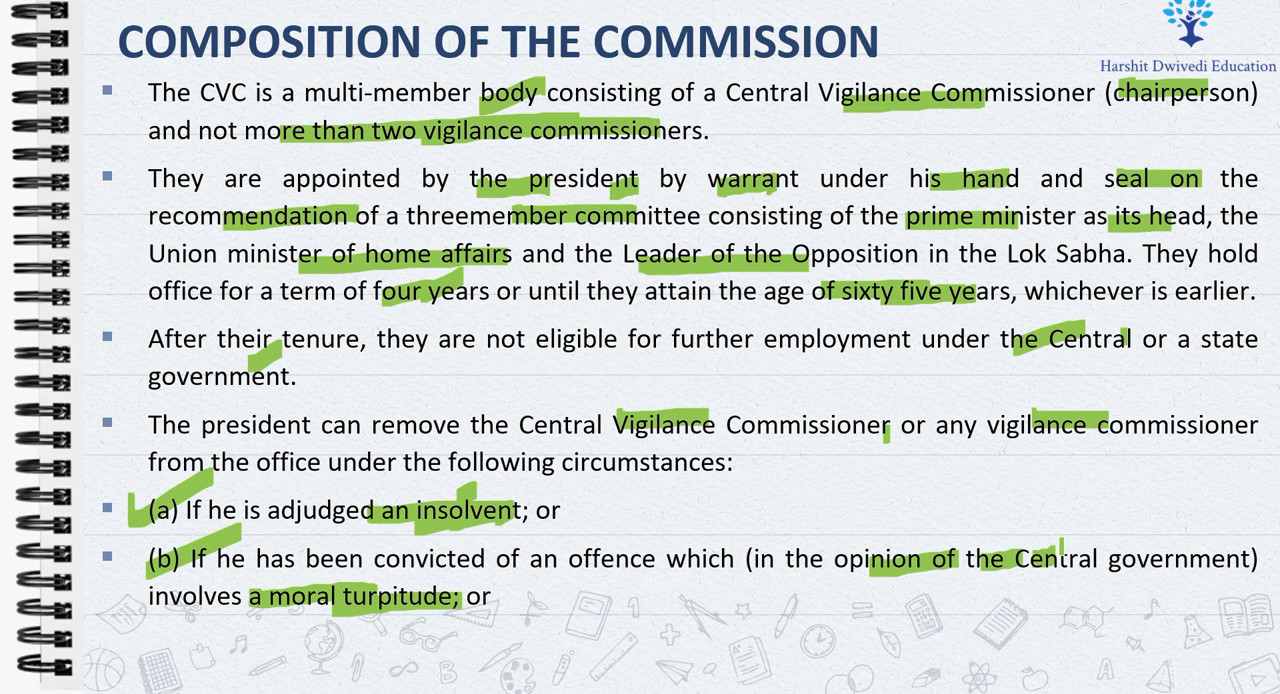 COMPOSITION OF THE COMMISSION
Harshit Dwivedi Education
▪ The CVC is a multi-member body consisting of a Central Vigilance Commissioner (chairperson)
and not more than two vigilance commissioners.
▪ They are appointed by the president by warrant under his hand and seal on the
recommendation of a threemember committee consisting of the prime minister as its head, the
Union minister of home affairs and the Leader of the Opposition in the Lok Sabha. They hold
office for a term of four years or until they attain the age of sixty five years, whichever is earlier.
▪ After their tenure, they are not eligible for further employment under the Central or a state
government.
▪ The president can remove the Central Vigilance Commissioner or any vigilance commissioner
from the office under the following circumstances:
▪ (a) If he is adjudged an insolvent; or
▪ (b) If he has been convicted of an offence which (in the opinion of the Central government)
involves a moral turpitude; or